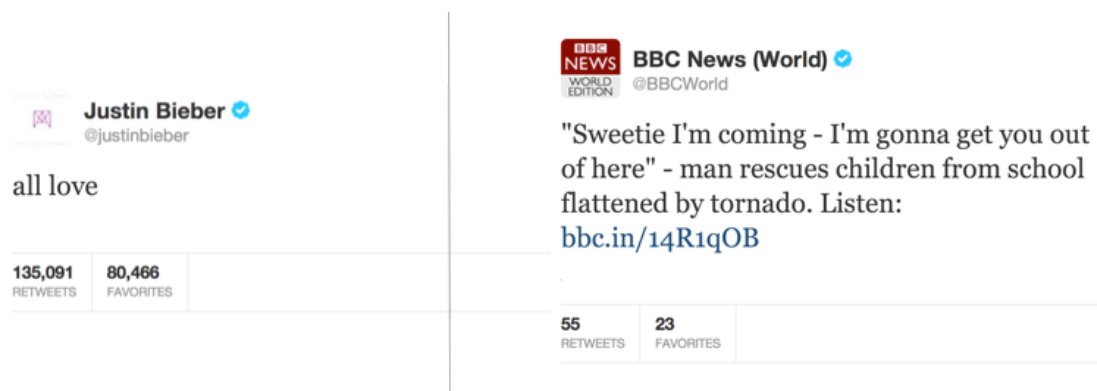 Justin Bieber
@justinbieber
all love
135,091 80,466
RETWEETS FAVORITES
BBC
NEWS
WORLD
EDITION
BBC News (World)
@BBCWorld
"Sweetie I'm coming - I'm gonna get you out
of here" - man rescues children from school
flattened by tornado. Listen:
bbc.in/14R1qOB
55 23
RETWEETS FAVORITES